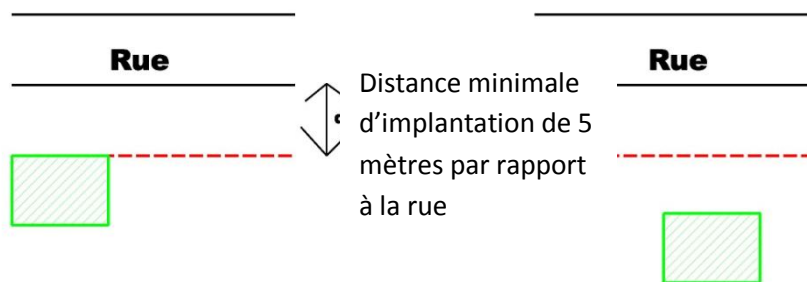 Rue
Rue
Distance minimale
d’implantation de 5
mètres par rapport
à la rue